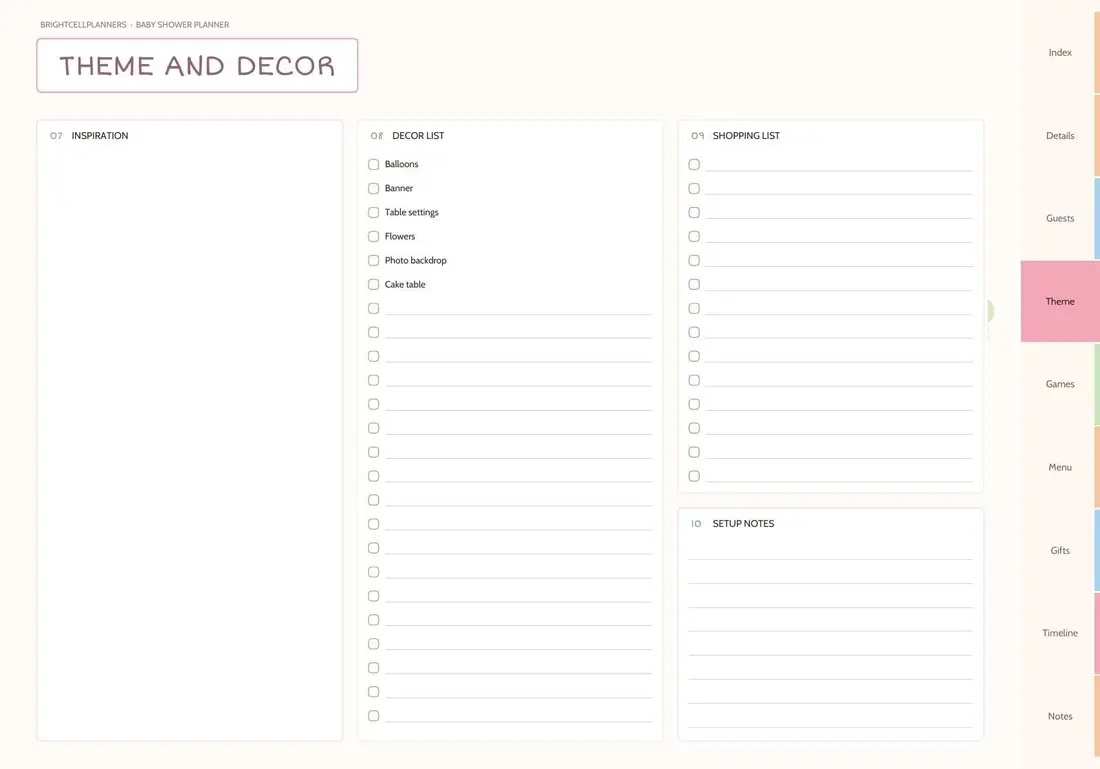 BRIGHTCELLPLANNERS · BABY SHOWER PLANNER
THEME AND DECOR
07 INSPIRATION
08 DECOR LIST
Balloons
Banner
Table settings
Flowers
Photo backdrop
Cake table
09 SHOPPING LIST
10 SETUP NOTES
Index
Details
Guests
Theme
Games
Menu
Gifts
Timeline
Notes